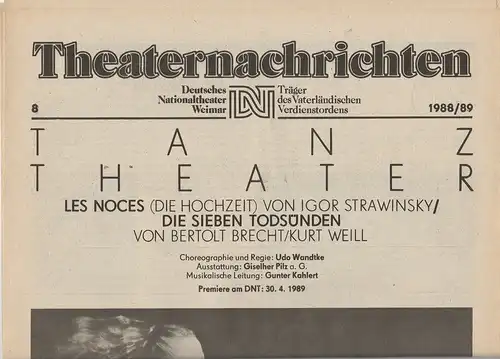 Theaternachrichten
Deutsches
Nationaltheater
Weimar
DNT
Träger
des Vaterländischen
Verdienstordens
8
1988/89
TANZ
THEATER
LES NOCES (DIE HOCHZEIT) VON IGOR STRAWINSKY/
DIE SIEBEN TODSÜNDEN
VON BERTOLT BRECHT/KURT WEILL
Choreographie und Regie: Udo Wandtke
Ausstattung: Giselher Pilz a. G.
Musikalische Leitung: Gunter Kahlert
Premiere am DNT: 30. 4. 1989